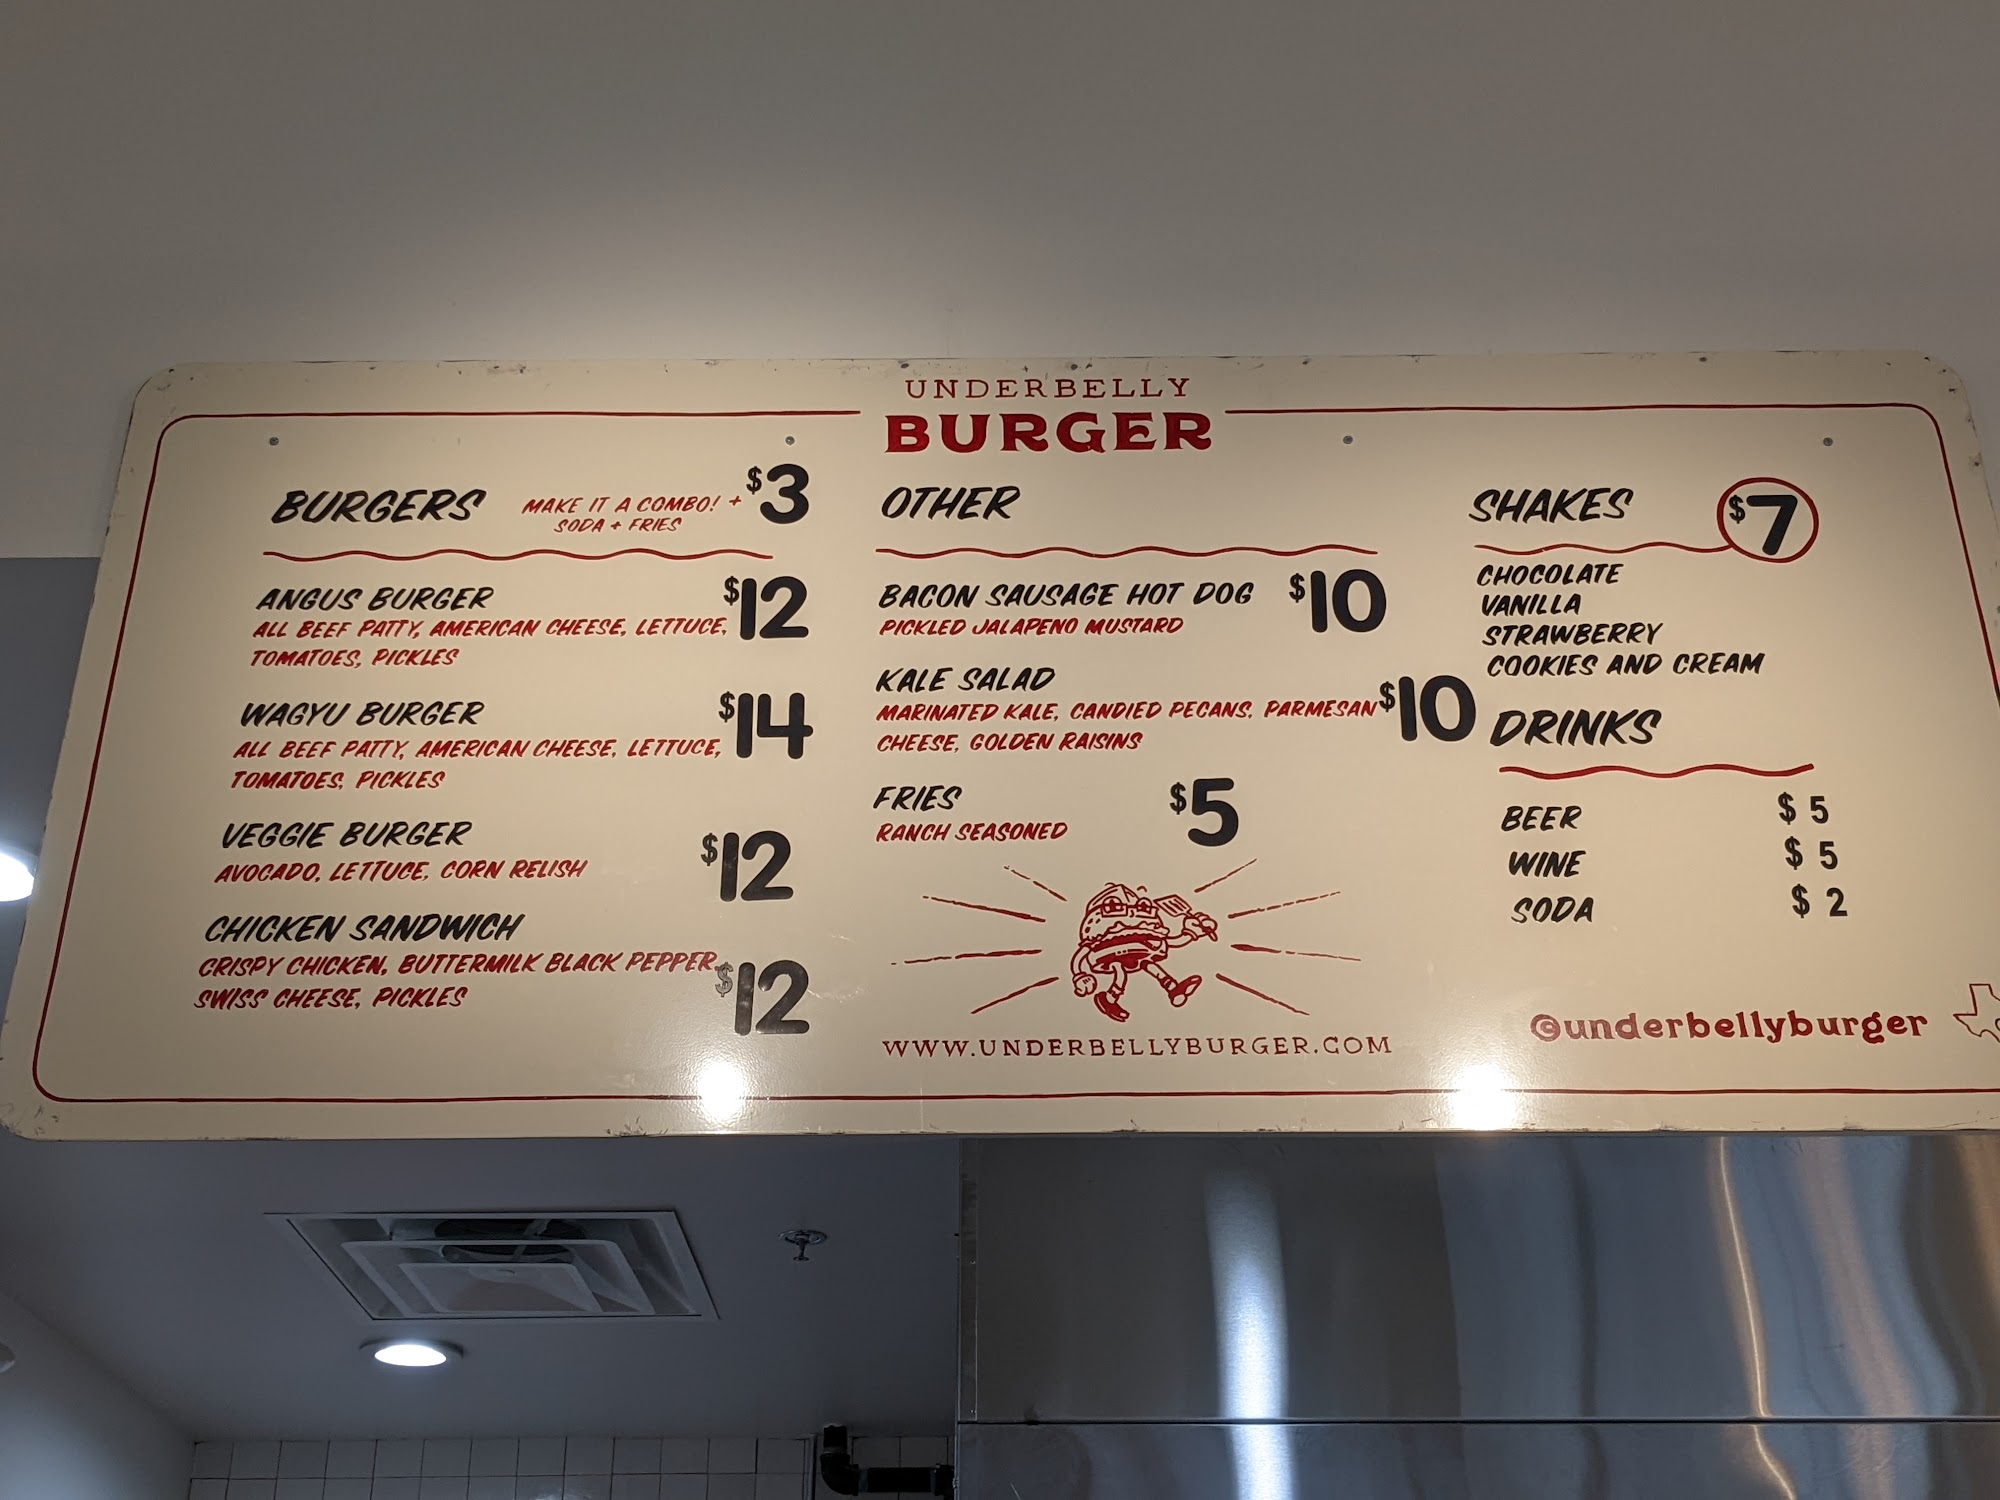 UNDERBELLY
BURGER
BURGERS
MAKE IT A COMBO! + $3
SODA + FRIES
ANGUS BURGER $12
ALL BEEF PATTY, AMERICAN CHEESE, LETTUCE,
TOMATOES, PICKLES
WAGYU BURGER $14
ALL BEEF PATTY, AMERICAN CHEESE, LETTUCE,
TOMATOES, PICKLES
VEGGIE BURGER $12
AVOCADO, LETTUCE, CORN RELISH
CHICKEN SANDWICH
CRISPY CHICKEN, BUTTERMILK BLACK PEPPER, $12
SWISS CHEESE, PICKLES
OTHER
BACON SAUSAGE HOT DOG $10
PICKLED JALAPENO MUSTARD
KALE SALAD
MARINATED KALE, CANDIED PECANS, PARMESAN $10
CHEESE, GOLDEN RAISINS
FRIES $5
RANCH SEASONED
WWW.UNDERBELLYBURGER.COM
SHAKES $7
CHOCOLATE
VANILLA
STRAWBERRY
COOKIES AND CREAM
DRINKS
BEER $5
WINE $5
SODA $2
@underbellyburger